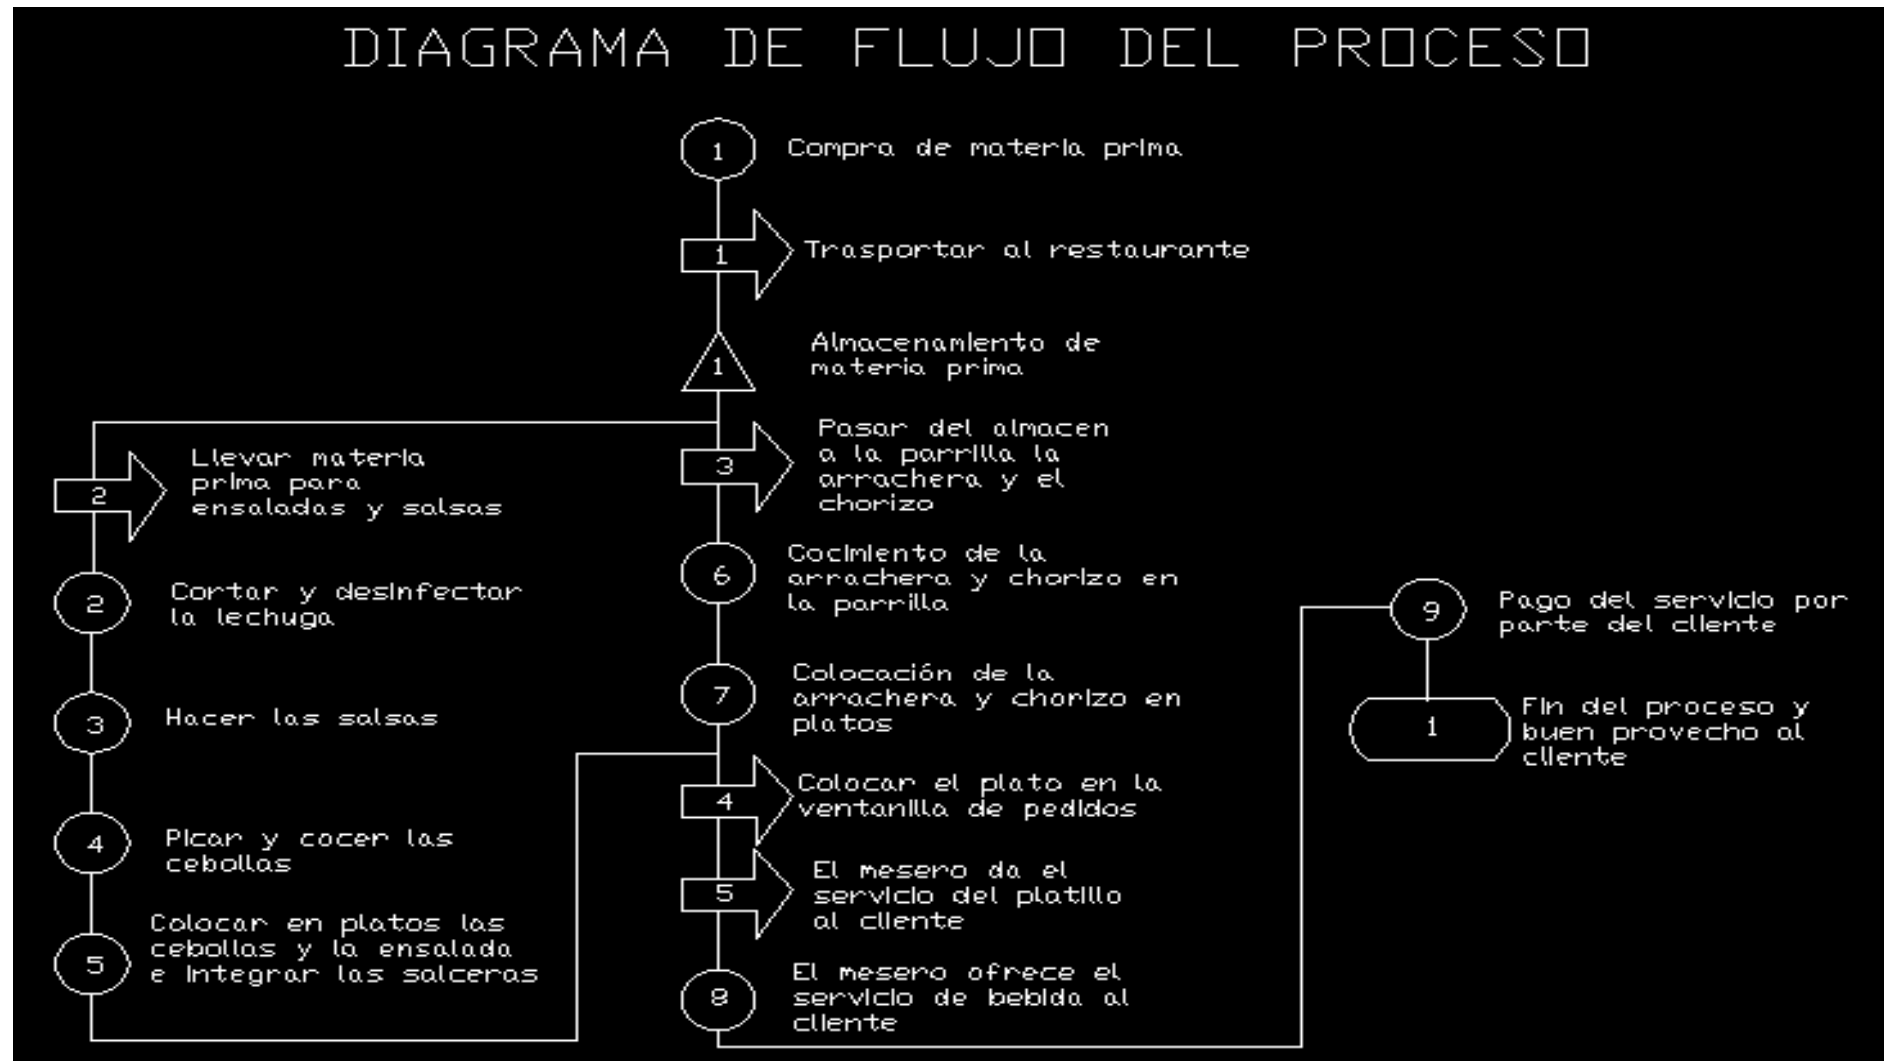 DIAGRAMA DE FLUJO DEL PROCESO
1
Compra de materia prima
1
Trasportar al restaurante
1
Almacenamiento de
materia prima
2
Llevar materia
prima para
ensaladas y salsas
2
Cortar y desinfectar
la lechuga
3
Hacer las salsas
4
Picar y cocer las
cebollas
5
Colocar en platos las
cebollas y la ensalada
e integrar las salceras
3
Pasar del almacen
a la parrilla la
arrachera y el
chorizo
6
Cocimiento de la
arrachera y chorizo en
la parrilla
7
Colocación de la
arrachera y chorizo en
platos
4
Colocar el plato en la
ventanilla de pedidos
5
El mesero da el
servicio del platillo
al cliente
8
El mesero ofrece el
servicio de bebida al
cliente
9
Pago del servicio por
parte del cliente
1
Fin del proceso y
buen provecho al
cliente